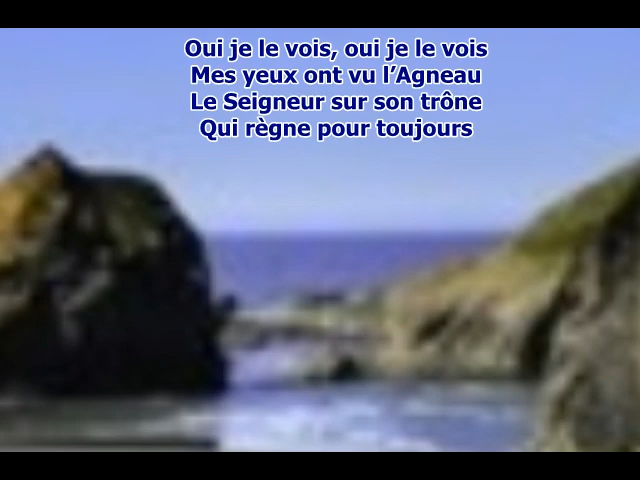 Oui je le vois, oui je le vois
Mes yeux ont vu l’Agneau
Le Seigneur sur son trône
Qui règne pour toujours